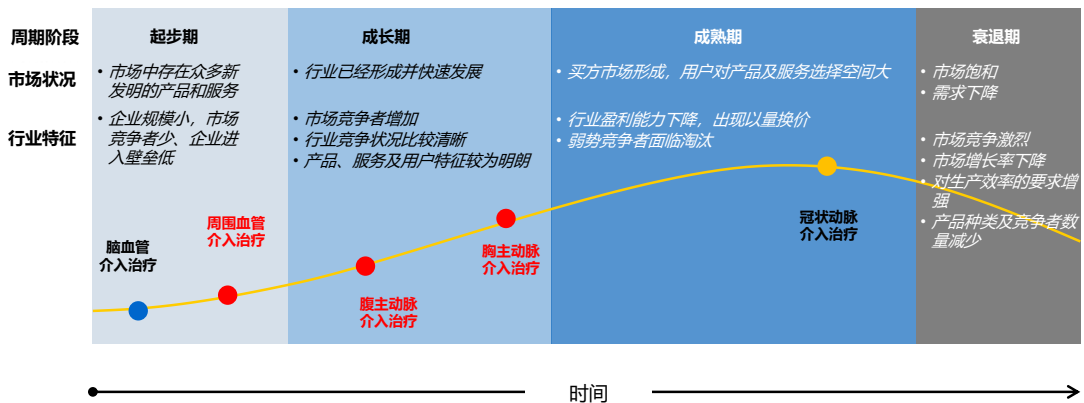 周期阶段
起步期
成长期
成熟期
衰退期
市场状况
• 市场中存在众多新
发明的产品和服务
• 行业已经形成并快速发展
• 买方市场形成，用户对产品及服务选择空间大
• 市场饱和
• 需求下降
行业特征
• 企业规模小，市场
竞争者少、企业进
入壁垒低
• 市场竞争者增加
• 行业竞争状况比较清晰
• 产品、服务及用户特征较为明朗
• 行业盈利能力下降，出现以量换价
• 弱势竞争者面临淘汰
• 市场竞争激烈
• 市场增长率下降
• 对生产效率的要求增
强
• 产品种类及竞争者数
量减少
脑血管
介入治疗
周围血管
介入治疗
腹主动脉
介入治疗
胸主动脉
介入治疗
冠状动脉
介入治疗
时间